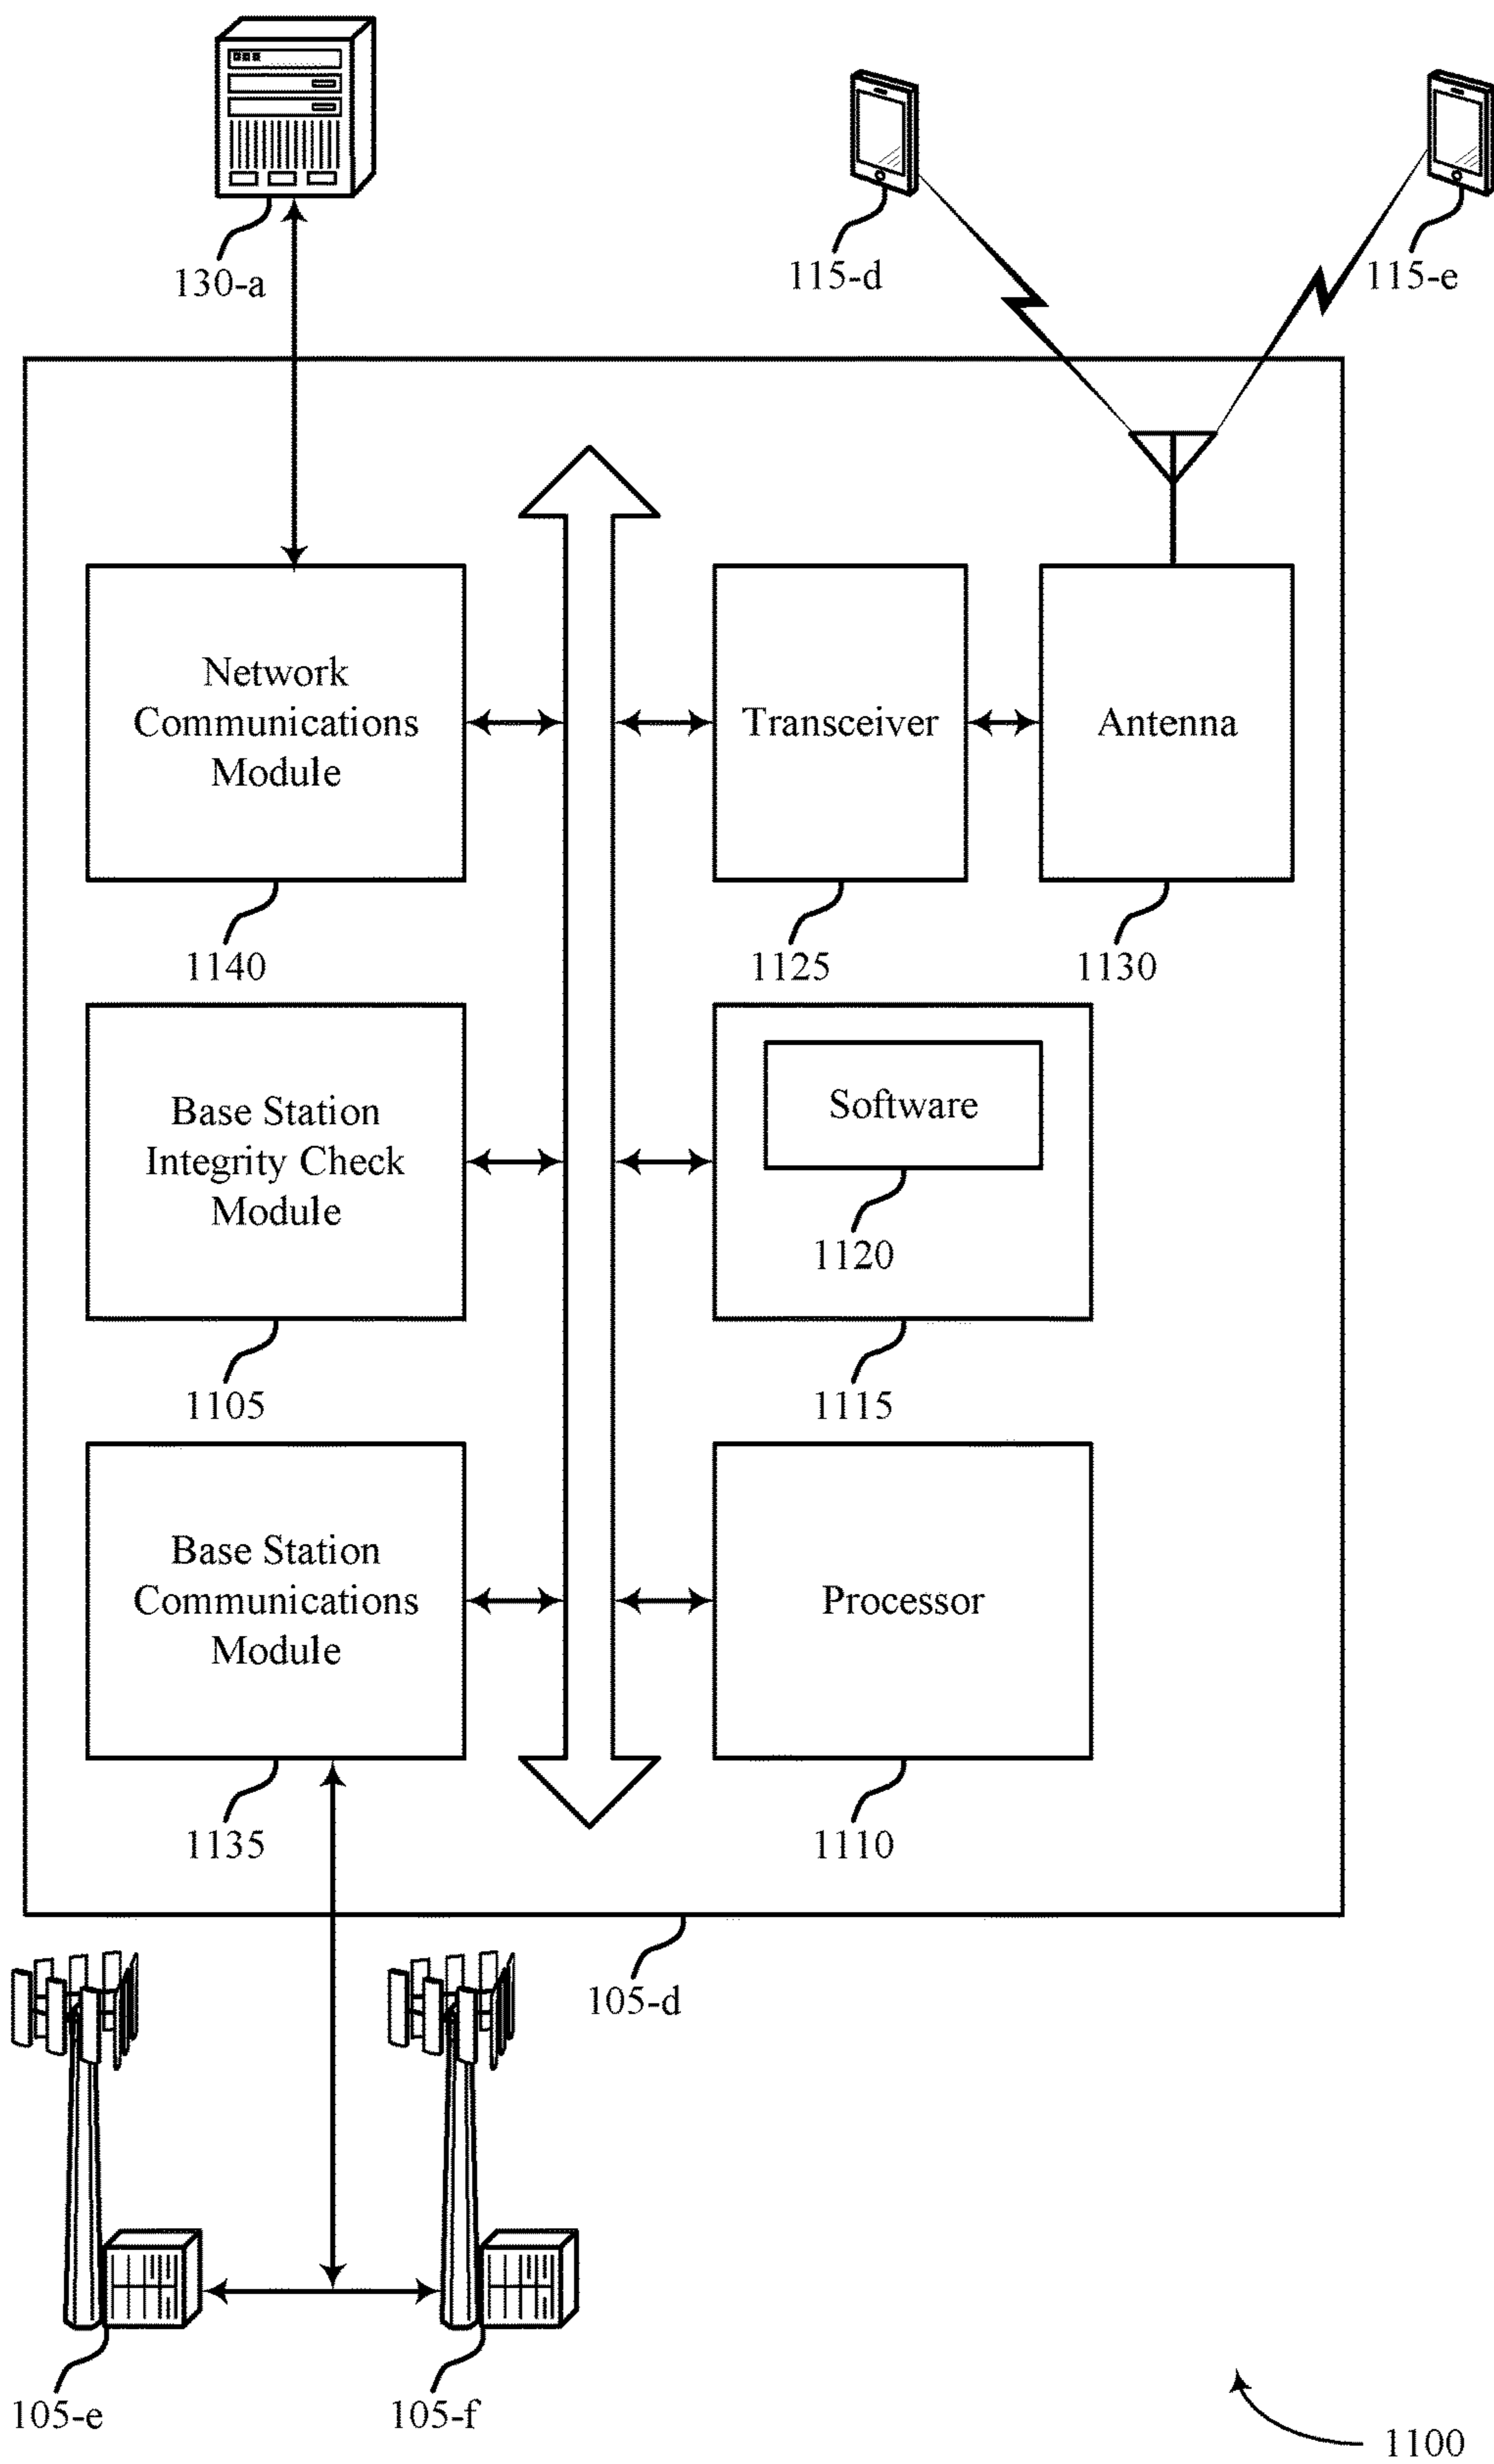 130-a
115-d
115-e
Network
Communications
Module
Transceiver
Antenna
1140
1125
1130
Base Station
Integrity Check
Module
Software
1120
1105
1115
Base Station
Communications
Module
Processor
1135
1110
105-d
105-e
105-f
1100